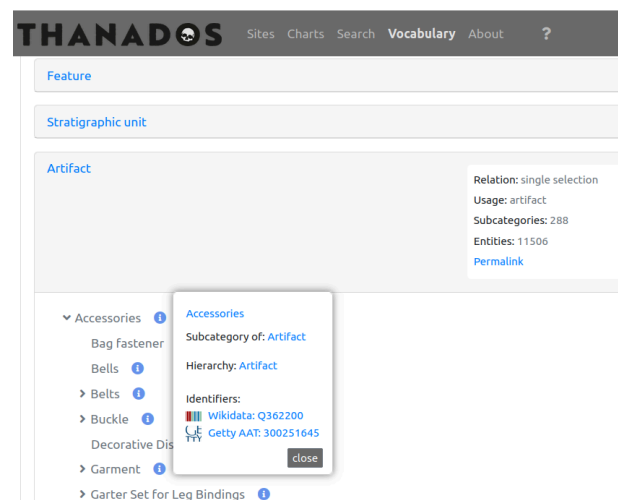 THANADOS Sites Charts Search Vocabulary About ?
Feature
Stratigraphic unit
Artifact
Relation: single selection
Usage: artifact
Subcategories: 288
Entities: 11506
Permalink
Accessories
Bag fastener
Bells
Belts
Buckle
Decorative Dis
Garment
Garter Set for Leg Bindings
Accessories
Subcategory of: Artifact
Hierarchy: Artifact
Identifiers:
Wikidata: Q362200
Getty AAT: 300251645
close